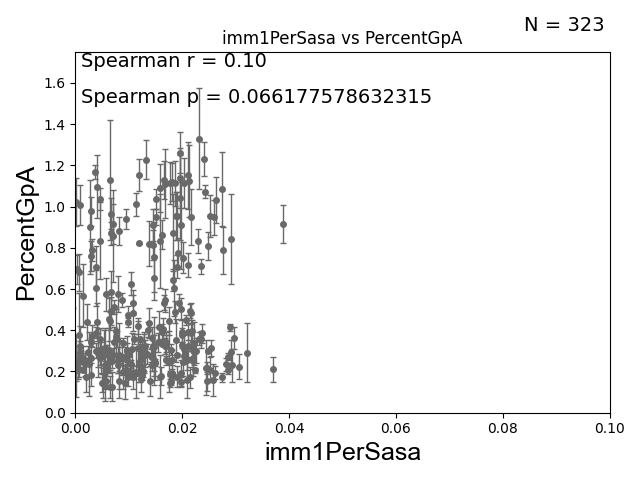 N = 323
imm1PerSasa vs PercentGpA
Spearman r = 0.10
Spearman p = 0.066177578632315
PercentGpA
1.6
1.4
1.2
1.0
0.8
0.6
0.4
0.2
0.0
0.00 0.02 0.04 0.06 0.08 0.10
imm1PerSasa